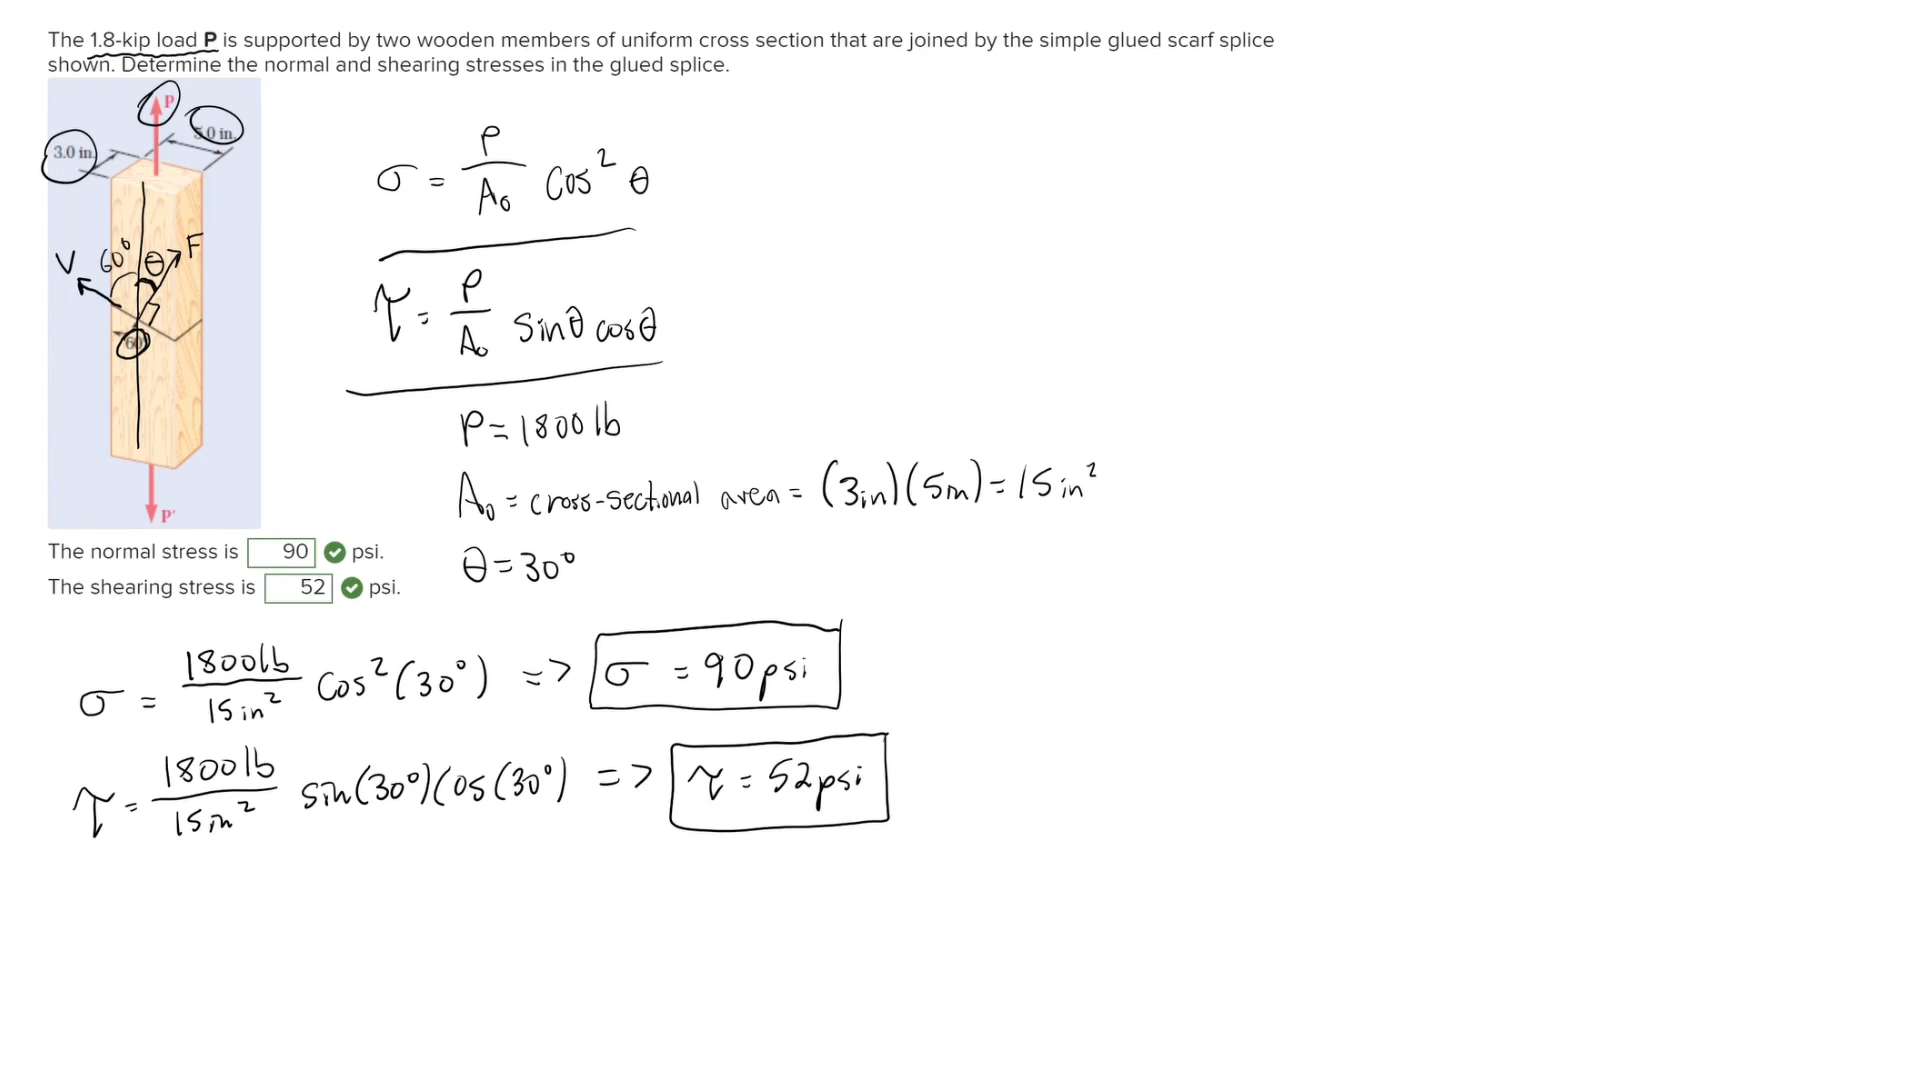 The 1.8-kip load P is supported by two wooden members of uniform cross section that are joined by the simple glued scarf splice
shown. Determine the normal and shearing stresses in the glued splice.
P
5.0 in.
3.0 in.
σ = P/A₀ cos² θ
V 60° θ F
τ = P/A₀ sinθ cosθ
60°
P = 1800 lb
A₀ = cross-sectional area = (3in)(5in) = 15 in²
P'
The normal stress is 90 psi.
θ = 30°
The shearing stress is 52 psi.
σ = 1800lb/15in² cos²(30°) => σ = 90 psi
τ = 1800lb/15in² sin(30°)cos(30°) => τ = 52 psi